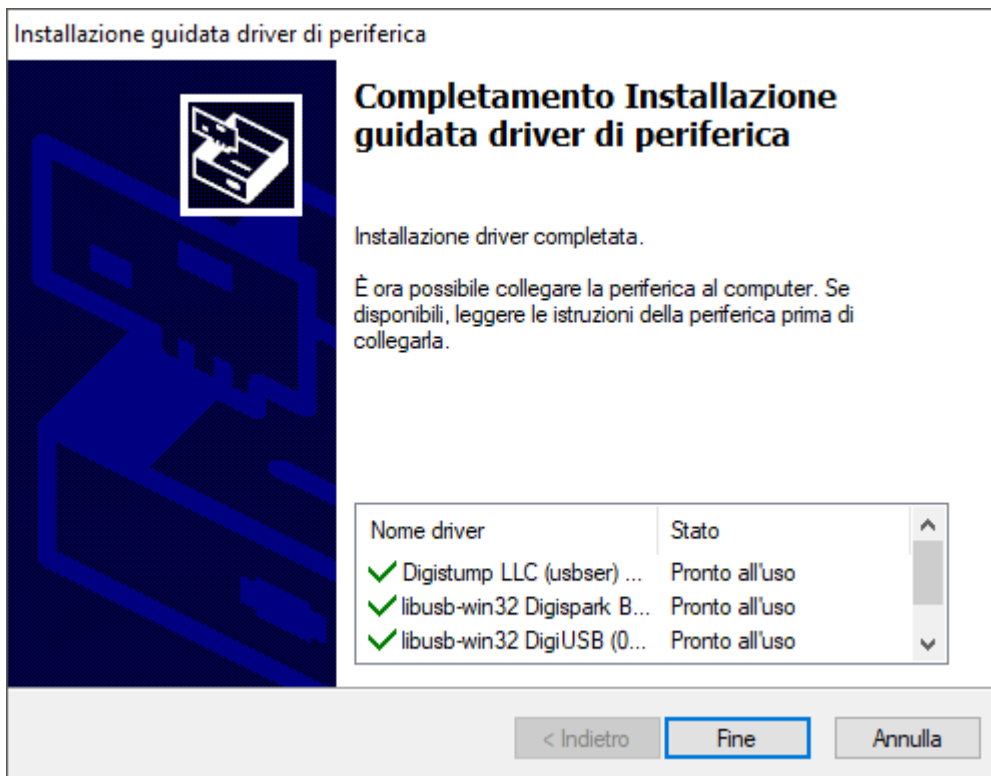 Installazione guidata driver di periferica
Completamento Installazione
guidata driver di periferica
Installazione driver completata.
È ora possibile collegare la periferica al computer. Se
disponibili, leggere le istruzioni della periferica prima di
collegarla.
Nome driver Stato
Digistump LLC (usbser) ... Pronto all'uso
libusb-win32 Digispark B... Pronto all'uso
libusb-win32 DigiUSB (0... Pronto all'uso
< Indietro Fine Annulla